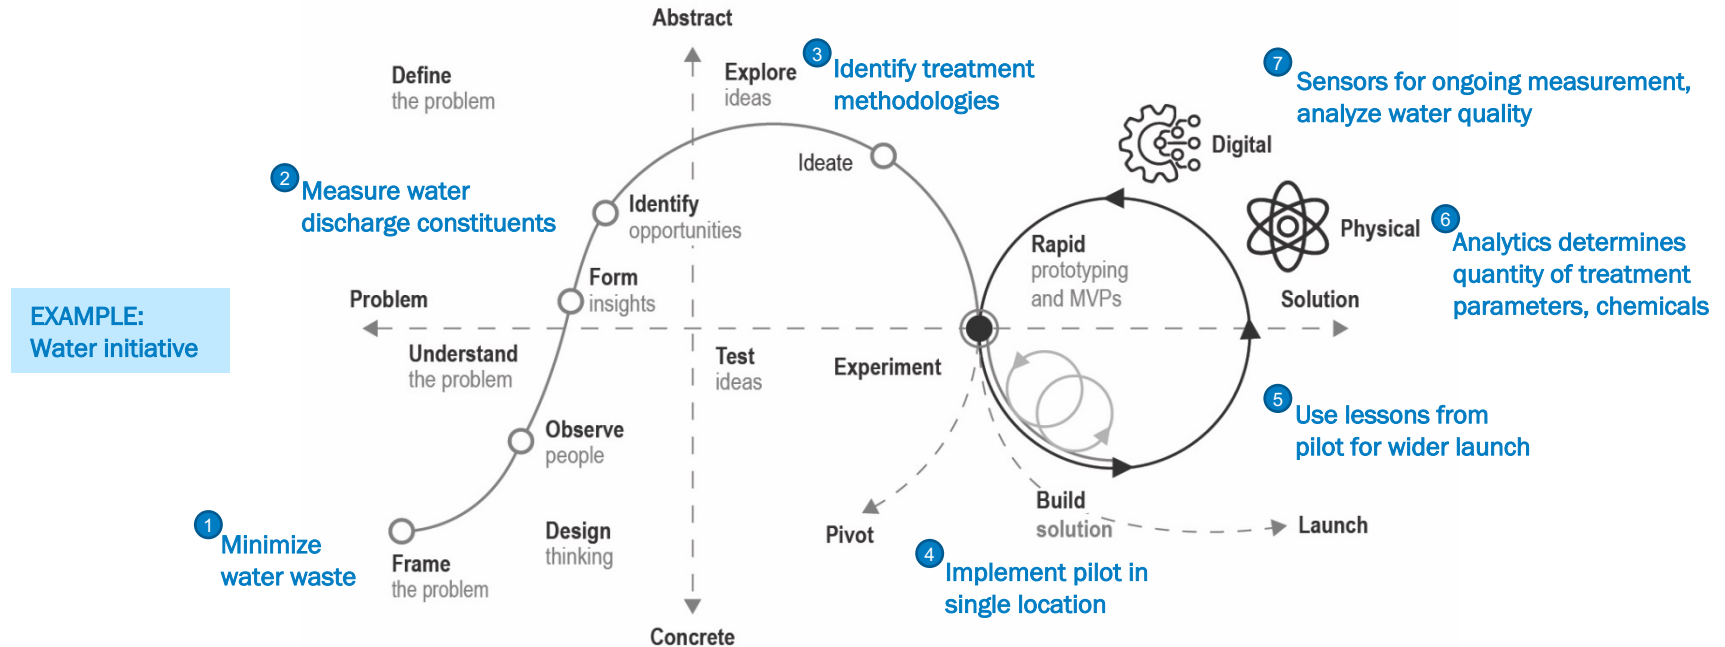 Abstract
Define
the problem
Explore
ideas
3
Identify treatment
methodologies
7
Sensors for ongoing measurement,
analyze water quality
Digital
Ideate
2
Measure water
discharge constituents
Identify
opportunities
Physical
6
Analytics determines
quantity of treatment
parameters, chemicals
Rapid
prototyping
and MVPs
Form
insights
Problem
Solution
EXAMPLE:
Water initiative
Understand
the problem
Test
ideas
Experiment
5
Use lessons from
pilot for wider launch
Observe
people
Build
solution
Launch
Pivot
1
Minimize
water waste
Design
thinking
Frame
the problem
4
Implement pilot in
single location
Concrete